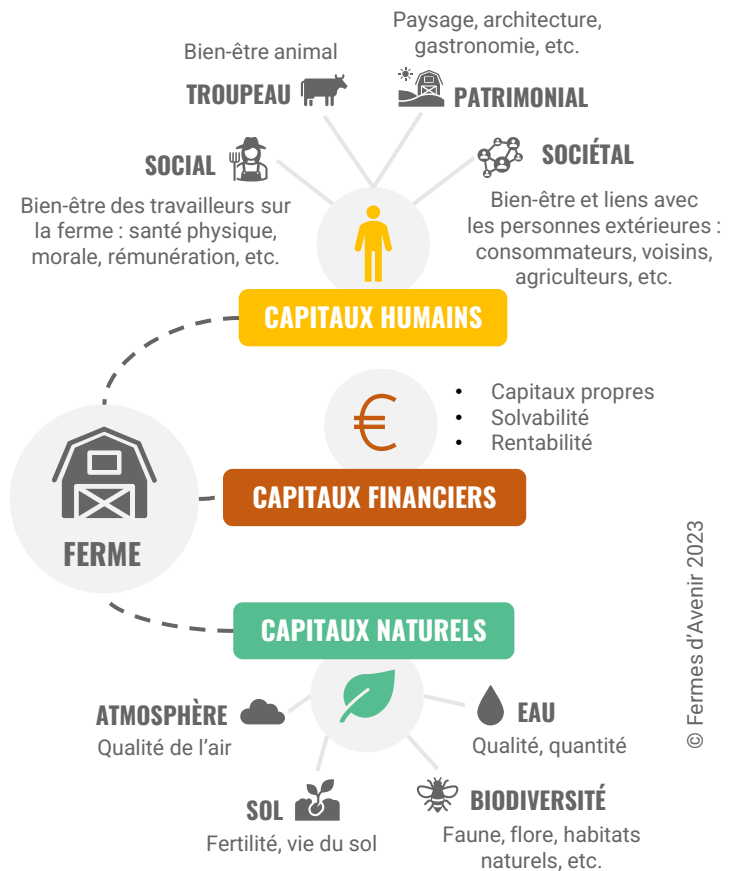 Bien-être animal
TROUPEAU
Paysage, architecture,
gastronomie, etc.
PATRIMONIAL
SOCIAL
Bien-être des travailleurs sur
la ferme : santé physique,
morale, rémunération, etc.
SOCIÉTAL
Bien-être et liens avec
les personnes extérieures :
consommateurs, voisins,
agriculteurs, etc.
CAPITAUX HUMAINS
€
• Capitaux propres
• Solvabilité
• Rentabilité
CAPITAUX FINANCIERS
FERME
CAPITAUX NATURELS
ATMOSPHÈRE
Qualité de l’air
EAU
Qualité, quantité
SOL
Fertilité, vie du sol
BIODIVERSITÉ
Faune, flore, habitats
naturels, etc.
© Fermes d’Avenir 2023